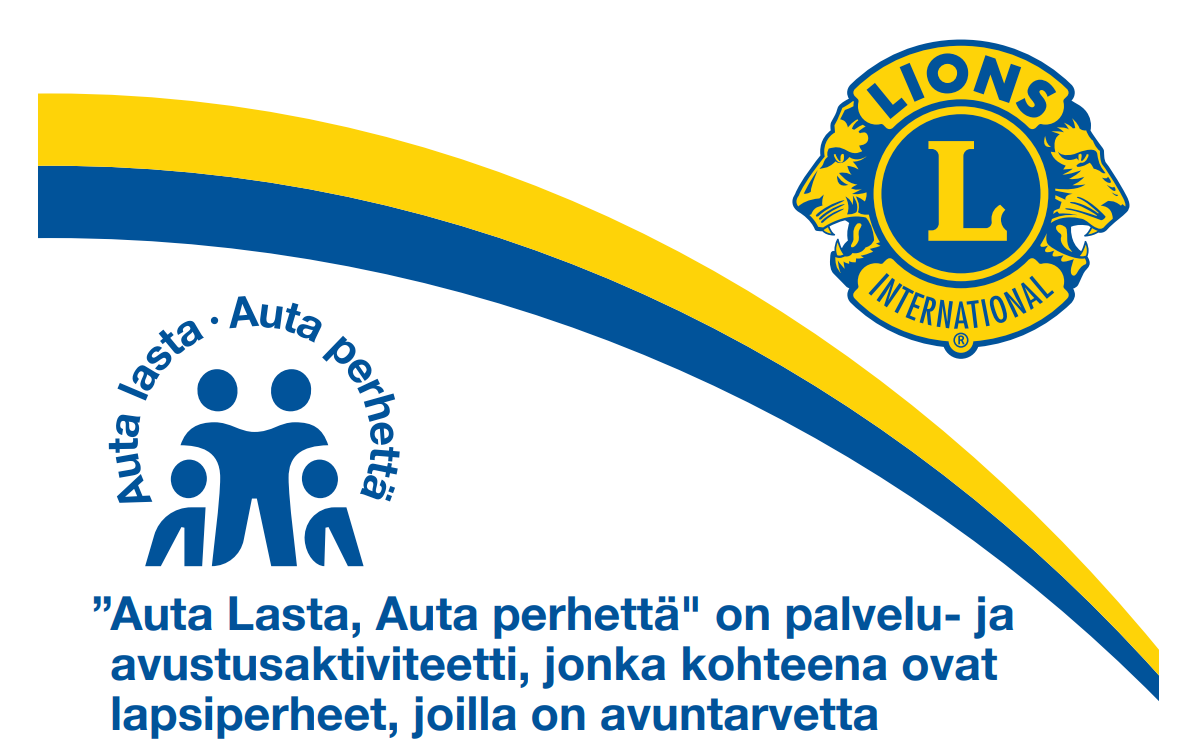 LIONS
L
INTERNATIONAL
®
Auta lasta · Auta perhettä
”Auta Lasta, Auta perhettä" on palvelu- ja
avustusaktiviteetti, jonka kohteena ovat
lapsiperheet, joilla on avuntarvetta